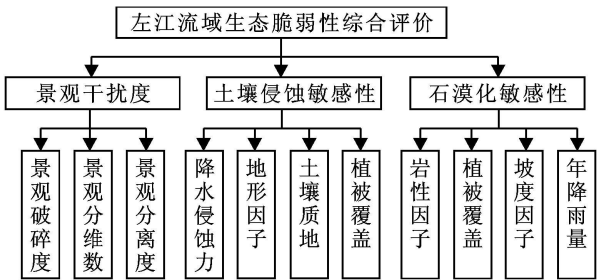 左江流域生态脆弱性综合评价
景观干扰度
土壤侵蚀敏感性
石漠化敏感性
景观破碎度
景观分维数
景观分离度
降水侵蚀力
地形因子
土壤质地
植被覆盖
岩性因子
植被覆盖
坡度因子
年降雨量